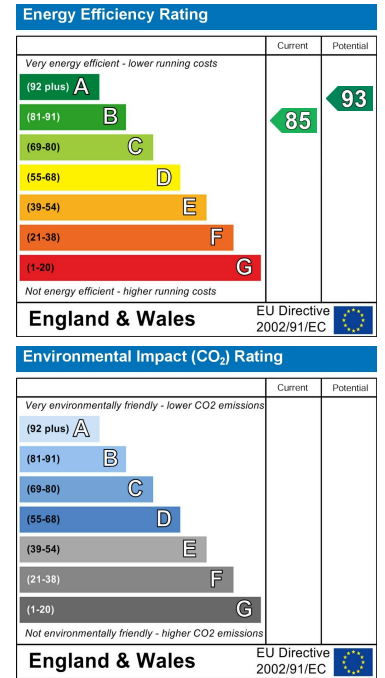 Energy Efficiency Rating
Current Potential
Very energy efficient - lower running costs
(92 plus) A
(81-91) B
(69-80) C
(55-68) D
(39-54) E
(21-38) F
(1-20) G
85
93
Not energy efficient - higher running costs
England & Wales
EU Directive
2002/91/EC
Environmental Impact (CO₂) Rating
Current Potential
Very environmentally friendly - lower CO2 emissions
(92 plus) A
(81-91) B
(69-80) C
(55-68) D
(39-54) E
(21-38) F
(1-20) G
Not environmentally friendly - higher CO2 emissions
England & Wales
EU Directive
2002/91/EC